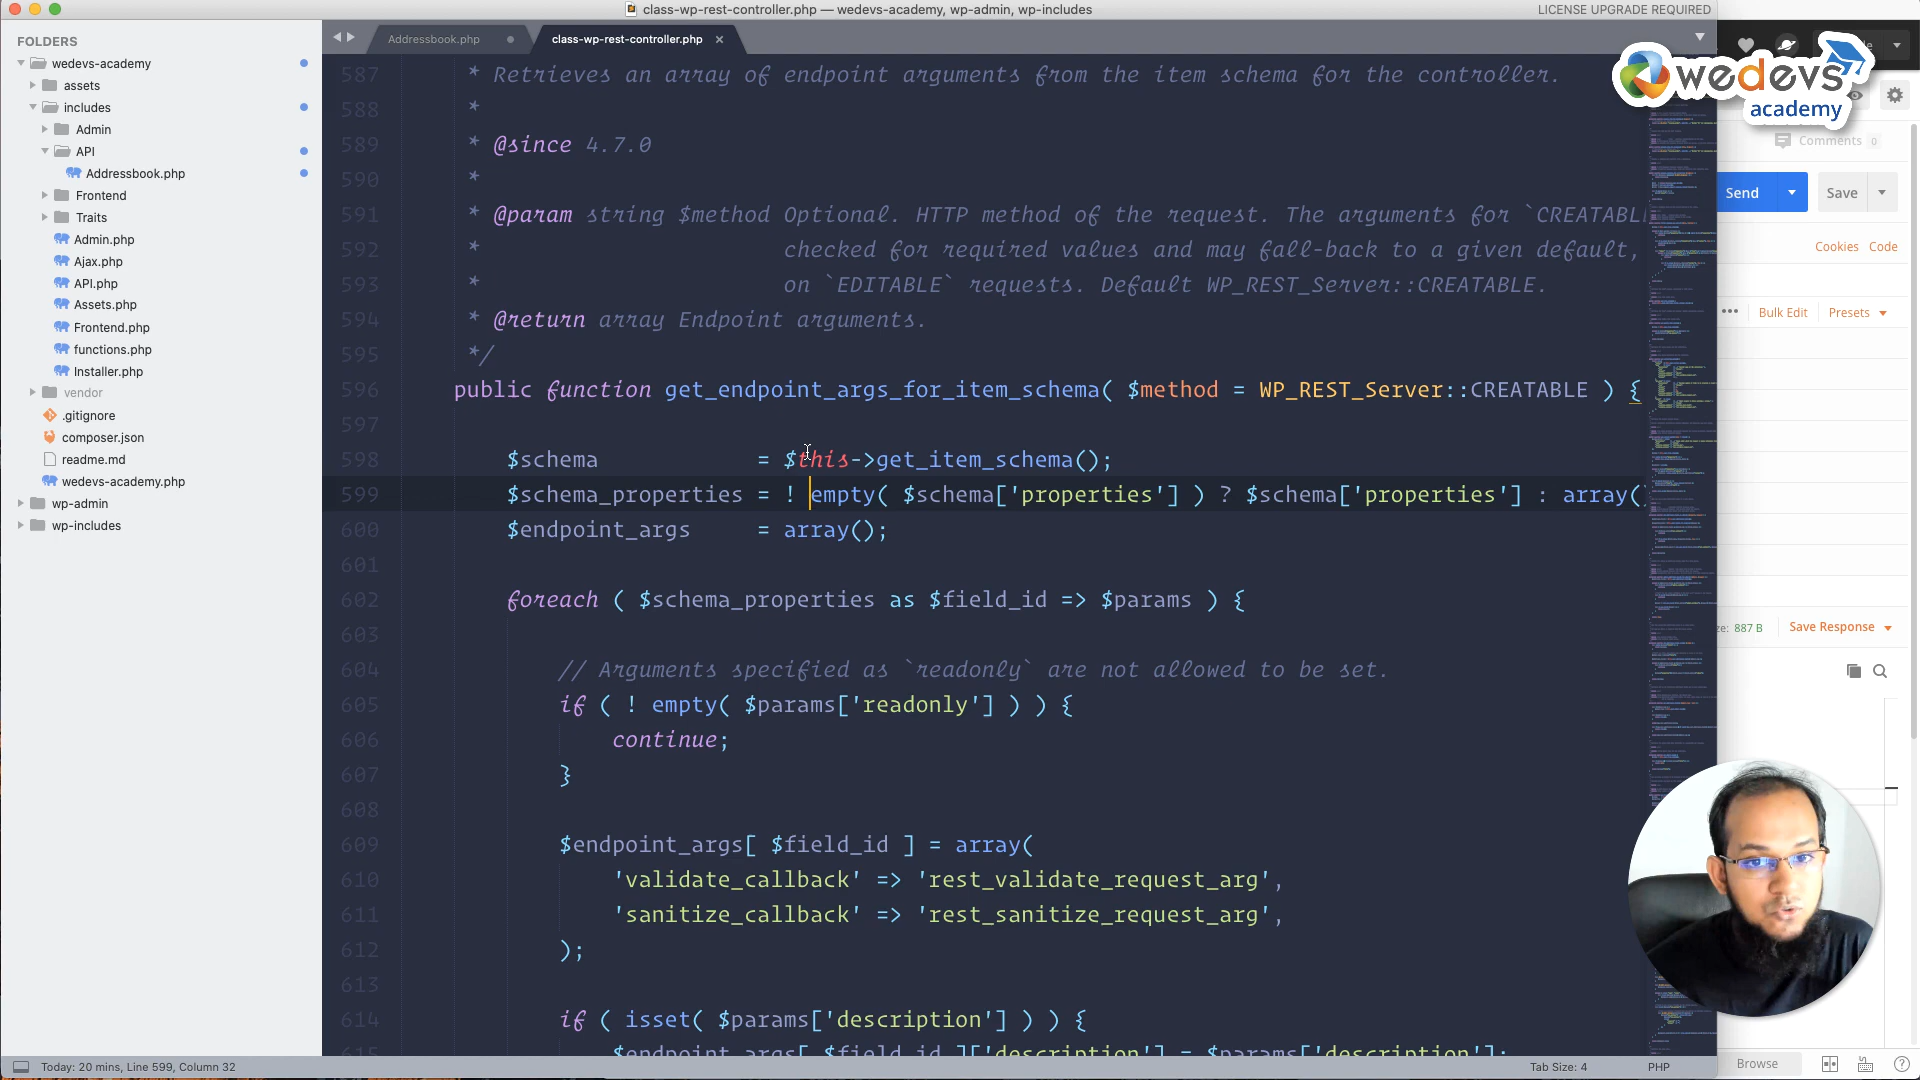 class-wp-rest-controller.php — wedevs-academy, wp-admin, wp-includes
LICENSE UPGRADE REQUIRED
FOLDERS
wedevs-academy
assets
includes
Admin
API
Addressbook.php
Frontend
Traits
Admin.php
Ajax.php
API.php
Assets.php
Frontend.php
functions.php
Installer.php
vendor
.gitignore
composer.json
readme.md
wedevs-academy.php
wp-admin
wp-includes
Addressbook.php
class-wp-rest-controller.php
587 * Retrieves an array of endpoint arguments from the item schema for the controller.
588 *
589 * @since 4.7.0
590 *
591 * @param string $method Optional. HTTP method of the request. The arguments for `CREATABL
592 * checked for required values and may fall-back to a given default,
593 * on `EDITABLE` requests. Default WP_REST_Server::CREATABLE.
594 * @return array Endpoint arguments.
595 */
596 public function get_endpoint_args_for_item_schema( $method = WP_REST_Server::CREATABLE ) {
597
598 $schema = $this->get_item_schema();
599 $schema_properties = ! empty( $schema['properties'] ) ? $schema['properties'] : array()
600 $endpoint_args = array();
601
602 foreach ( $schema_properties as $field_id => $params ) {
603
604 // Arguments specified as `readonly` are not allowed to be set.
605 if ( ! empty( $params['readonly'] ) ) {
606 continue;
607 }
608
609 $endpoint_args[ $field_id ] = array(
610 'validate_callback' => 'rest_validate_request_arg',
611 'sanitize_callback' => 'rest_sanitize_request_arg',
612 );
613
614 if ( isset( $params['description'] ) ) {
615 $endpoint_args[ $field_id ]['description'] = $params['description'];
wedevs
academy
Comments 0
Send
Save
Cookies Code
Bulk Edit Presets
ze: 887 B Save Response
Browse
Today: 20 mins, Line 599, Column 32
Tab Size: 4
PHP